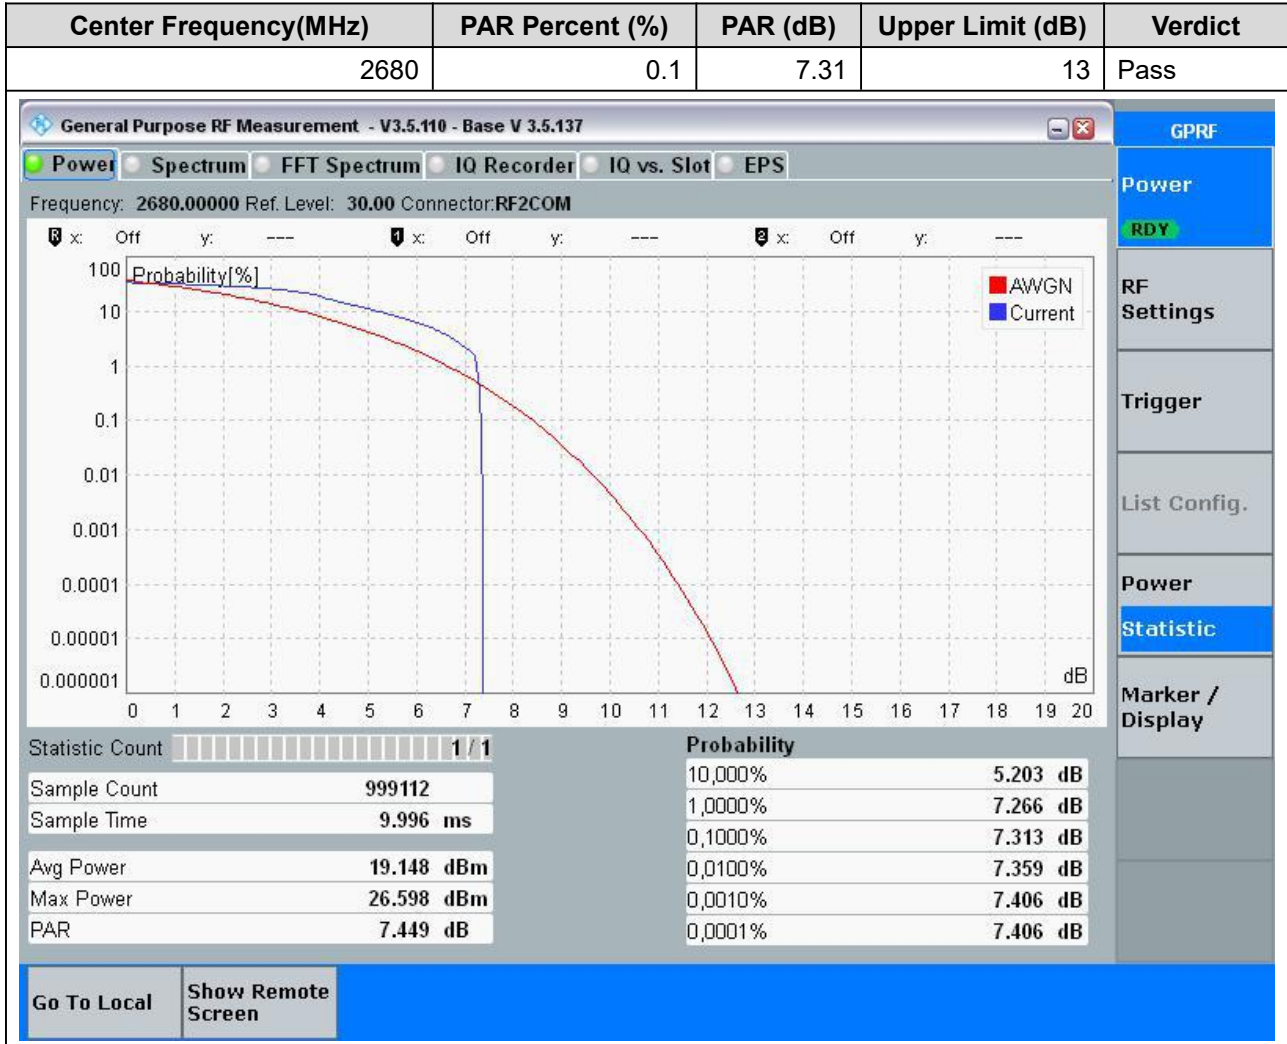 Center Frequency(MHz) PAR Percent (%) PAR (dB) Upper Limit (dB) Verdict
2680 0.1 7.31 13 Pass
General Purpose RF Measurement - V3.5.110 - Base V 3.5.137
GPRF
Power Spectrum FFT Spectrum IQ Recorder IQ vs. Slot EPS
Power
RDY
Frequency: 2680.00000 Ref. Level: 30.00 Connector:RF2COM
R x: Off y: --- 1 x: Off y: --- 2 x: Off y: ---
Probability[%]
AWGN
Current
100
10
1
0.1
0.01
0.001
0.0001
0.00001
0.000001
dB
0 1 2 3 4 5 6 7 8 9 10 11 12 13 14 15 16 17 18 19 20
RF
Settings
Trigger
List Config.
Power
Statistic
Marker /
Display
Statistic Count 1 / 1
Sample Count 999112
Sample Time 9.996 ms
Avg Power 19.148 dBm
Max Power 26.598 dBm
PAR 7.449 dB
Probability
10,000% 5.203 dB
1,0000% 7.266 dB
0,1000% 7.313 dB
0,0100% 7.359 dB
0,0010% 7.406 dB
0,0001% 7.406 dB
Go To Local
Show Remote
Screen